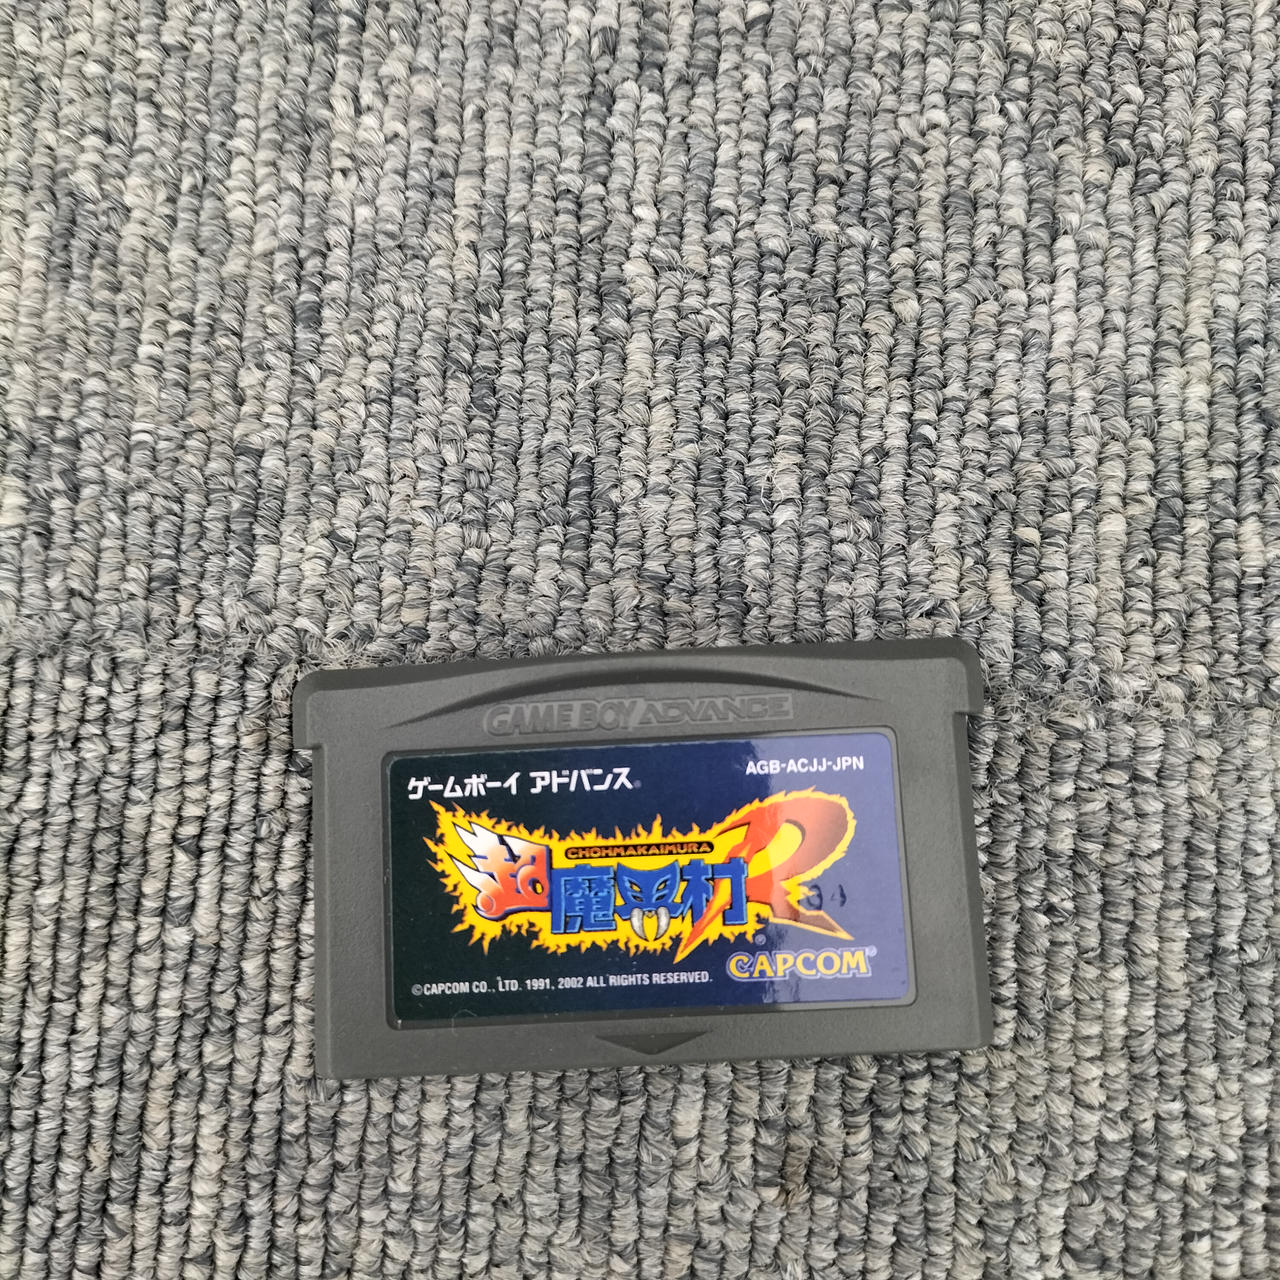 GAME BOY ADVANCE
ゲームボーイ アドバンス
AGB-ACJJ-JPN
CHOHMAKAIMURA
超魔界村R
04
CAPCOM
©CAPCOM CO., LTD. 1991, 2002 ALL RIGHTS RESERVED.